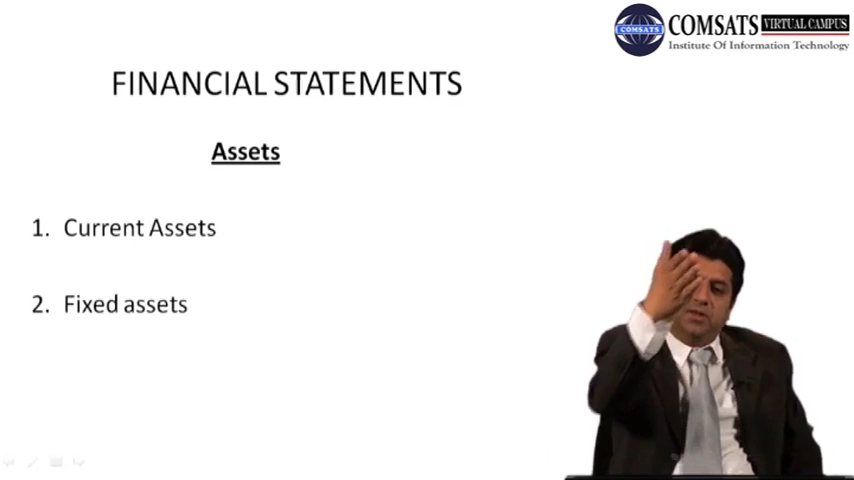 COMSATS VIRTUAL CAMPUS
COMSATS
Institute Of Information Technology
FINANCIAL STATEMENTS
Assets
1. Current Assets
2. Fixed assets